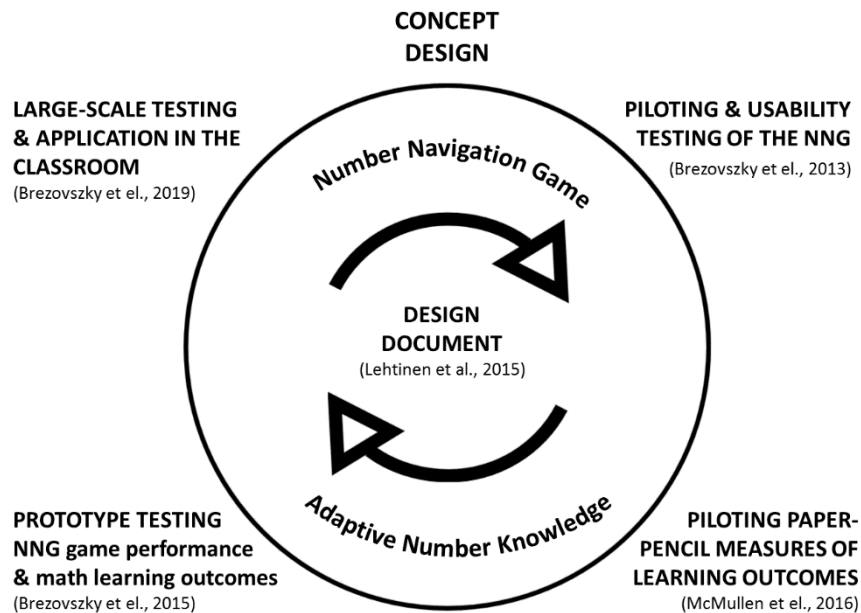 CONCEPT
DESIGN
LARGE-SCALE TESTING
& APPLICATION IN THE
CLASSROOM
(Brezovszky et el., 2019)
PILOTING & USABILITY
TESTING OF THE NNG
(Brezovszky et el., 2013)
Number Navigation Game
DESIGN
DOCUMENT
(Lehtinen et al., 2015)
Adaptive Number Knowledge
PROTOTYPE TESTING
NNG game performance
& math learning outcomes
(Brezovszky et el., 2015)
PILOTING PAPER-
PENCIL MEASURES OF
LEARNING OUTCOMES
(McMullen et el., 2016)